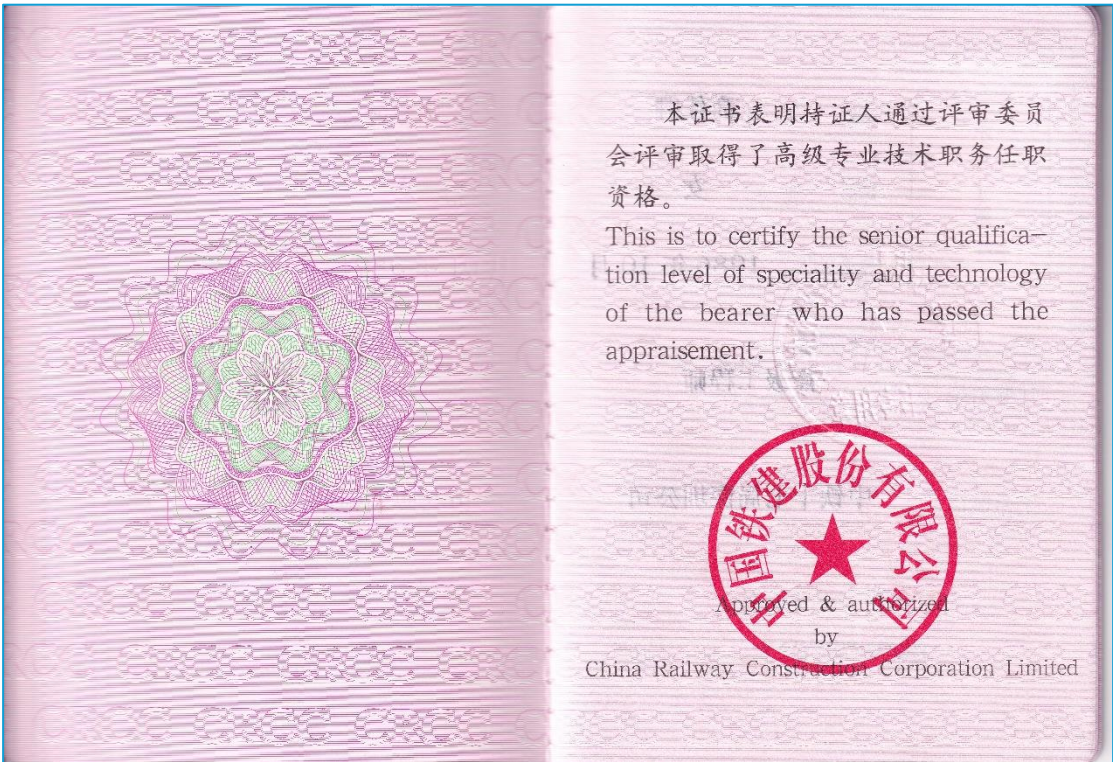 本证书表明持证人通过评审委员
会评审取得了高级专业技术职务任职
资格。
This is to certify the senior qualifica-
tion level of speciality and technology
of the bearer who has passed the
appraisement.
中国铁建股份有限公司
Approved & authorized
by
China Railway Construction Corporation Limited